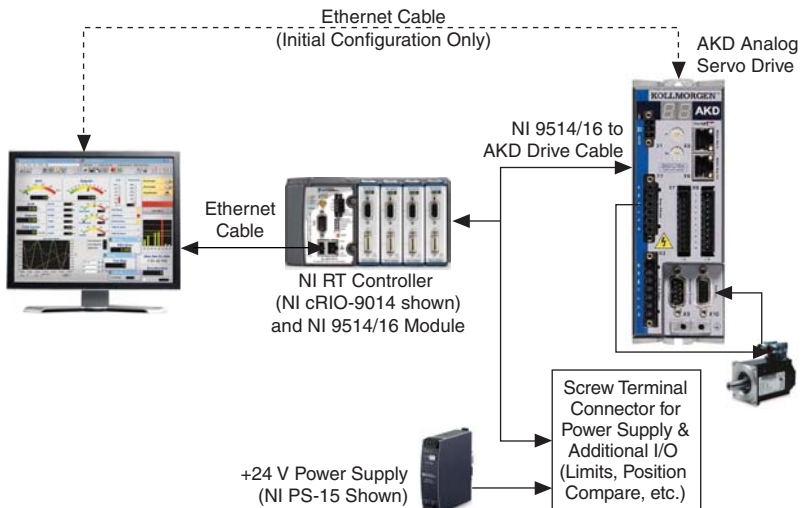 Ethernet Cable
(Initial Configuration Only)
AKD Analog
Servo Drive
KOLLMORGEN
AKD
NI 9514/16 to
AKD Drive Cable
Ethernet
Cable
NI RT Controller
(NI cRIO-9014 shown)
and NI 9514/16 Module
X9
X10
Screw Terminal
Connector for
Power Supply &
Additional I/O
(Limits, Position
Compare, etc.)
+24 V Power Supply
(NI PS-15 Shown)